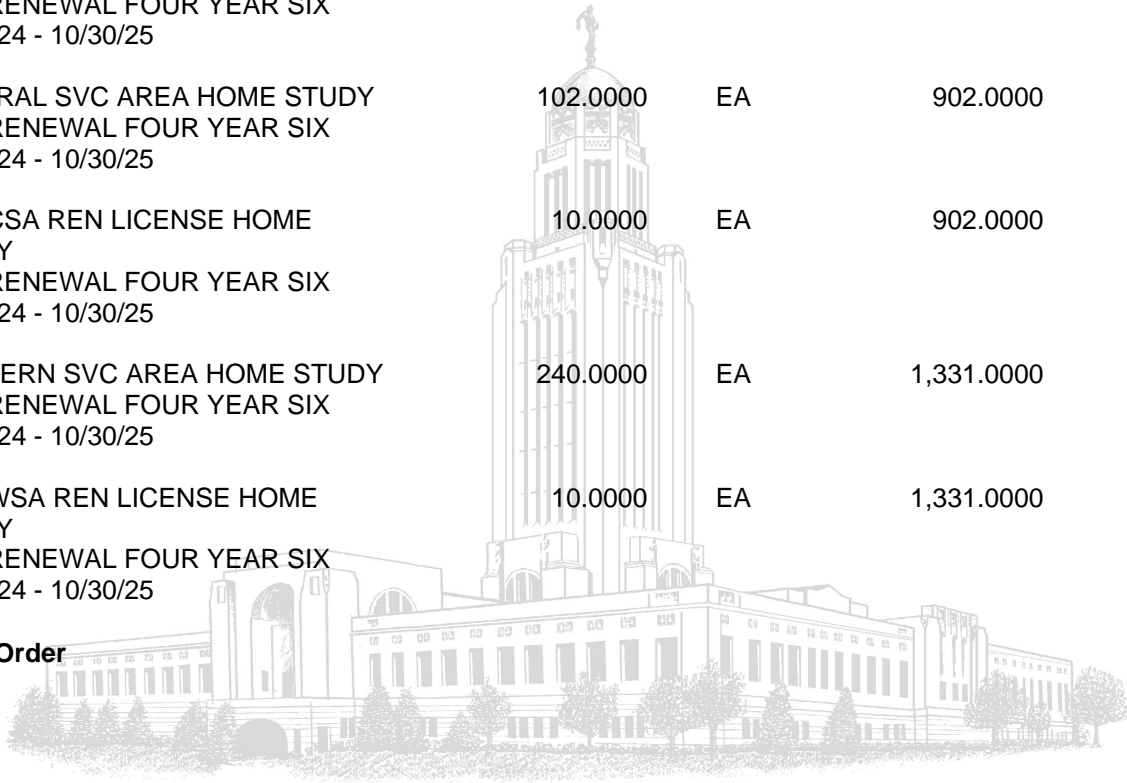 RENEWAL FOUR YEAR SIX
24 - 10/30/25
RAL SVC AREA HOME STUDY 102.0000 EA 902.0000
RENEWAL FOUR YEAR SIX
24 - 10/30/25
CSA REN LICENSE HOME 10.0000 EA 902.0000
Y
RENEWAL FOUR YEAR SIX
24 - 10/30/25
ERN SVC AREA HOME STUDY 240.0000 EA 1,331.0000
RENEWAL FOUR YEAR SIX
24 - 10/30/25
WSA REN LICENSE HOME 10.0000 EA 1,331.0000
Y
RENEWAL FOUR YEAR SIX
24 - 10/30/25
Order